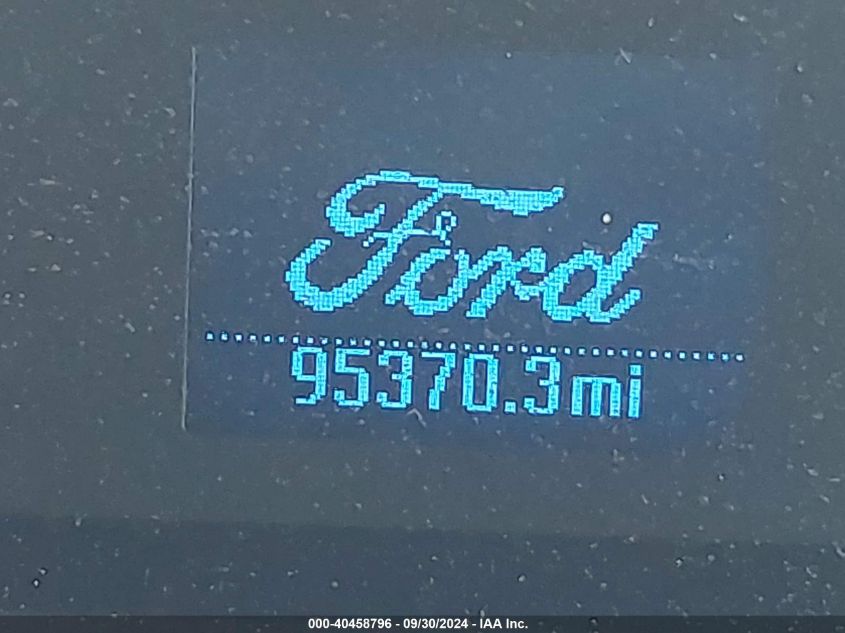 Ford
95370.3mi
000-40458796 - 09/30/2024 - IAA Inc.